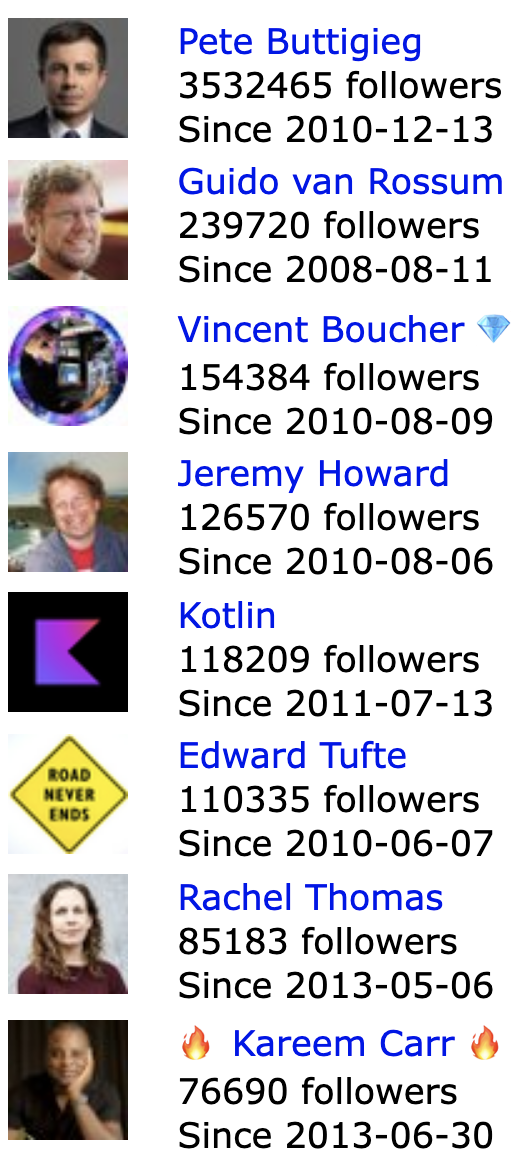 Pete Buttigieg
3532465 followers
Since 2010-12-13
Guido van Rossum
239720 followers
Since 2008-08-11
Vincent Boucher 💎
154384 followers
Since 2010-08-09
Jeremy Howard
126570 followers
Since 2010-08-06
Kotlin
118209 followers
Since 2011-07-13
ROAD
NEVER
ENDS
Edward Tufte
110335 followers
Since 2010-06-07
Rachel Thomas
85183 followers
Since 2013-05-06
🔥 Kareem Carr 🔥
76690 followers
Since 2013-06-30